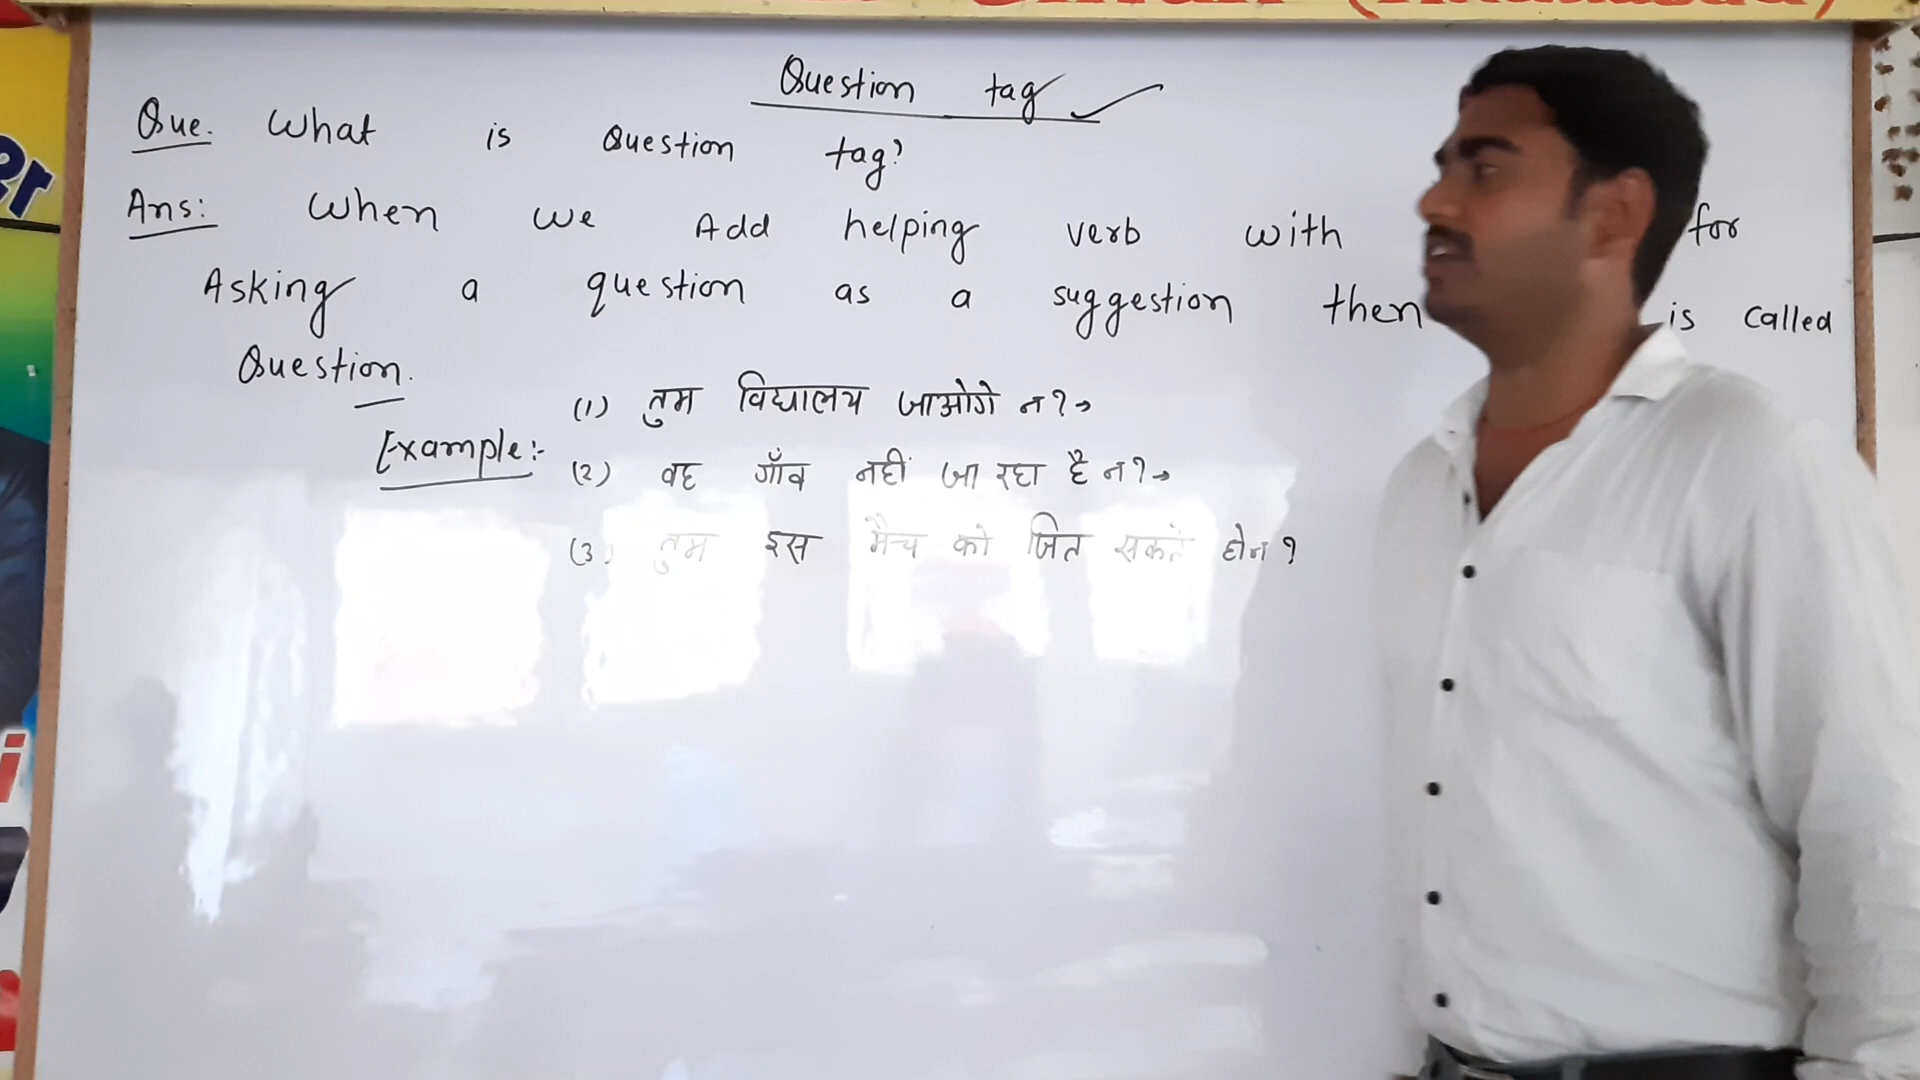 Question tag
Que. What is Question tag?
Ans: When we Add helping verb with for
Asking a question as a suggestion then is called
Question.
Example:-
(1) तुम विद्यालय जाओगे न?→
(2) वह गाँव नहीं जा रहा है न?→
(3) तुम इस मैच को जित सकते होन?